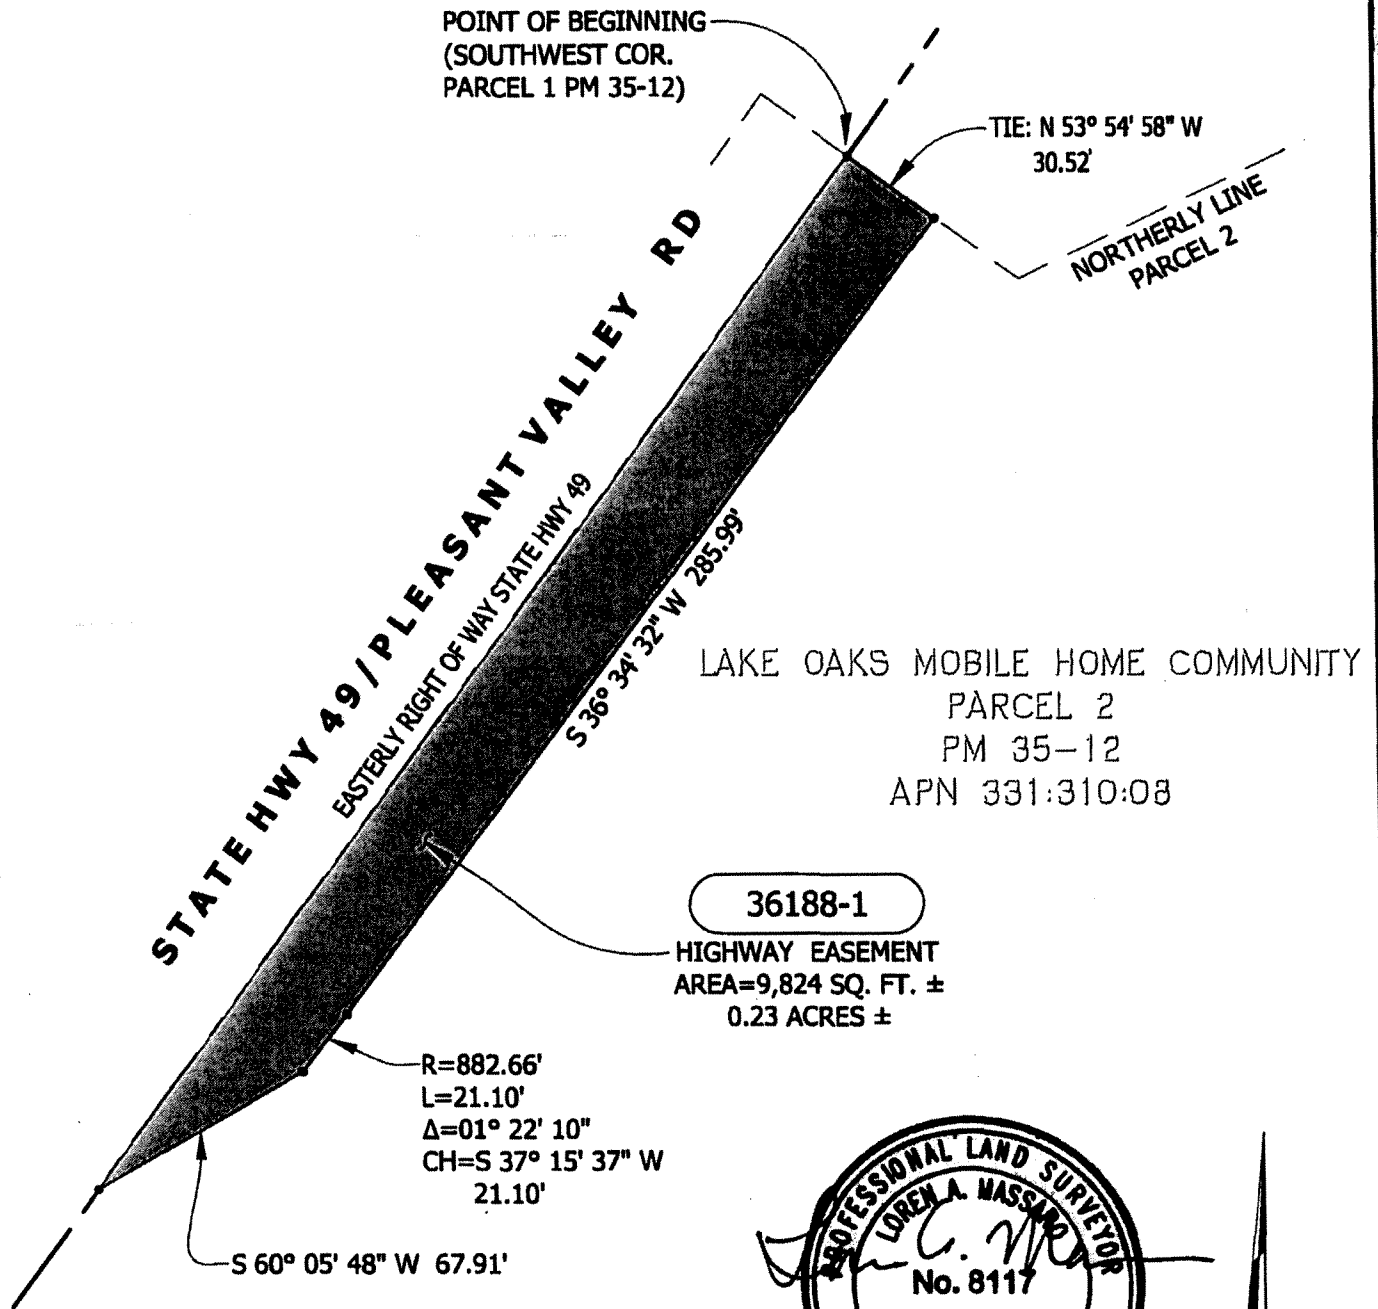 POINT OF BEGINNING
(SOUTHWEST COR.
PARCEL 1 PM 35-12)
TIE: N 53° 54' 58" W
30.52'
NORTHERLY LINE
PARCEL 2
STATE HWY 49/PLEASANT VALLEY RD
EASTERLY RIGHT OF WAY STATE HWY 49
S 36° 34' 32" W 285.99'
LAKE OAKS MOBILE HOME COMMUNITY
PARCEL 2
PM 35-12
APN 331:310:08
36188-1
HIGHWAY EASEMENT
AREA=9,824 SQ. FT. ±
0.23 ACRES ±
R=882.66'
L=21.10'
Δ=01° 22' 10"
CH=S 37° 15' 37" W
21.10'
S 60° 05' 48" W 67.91'
PROFESSIONAL LAND SURVEYOR
LOREN A. MASSARO
No. 8117